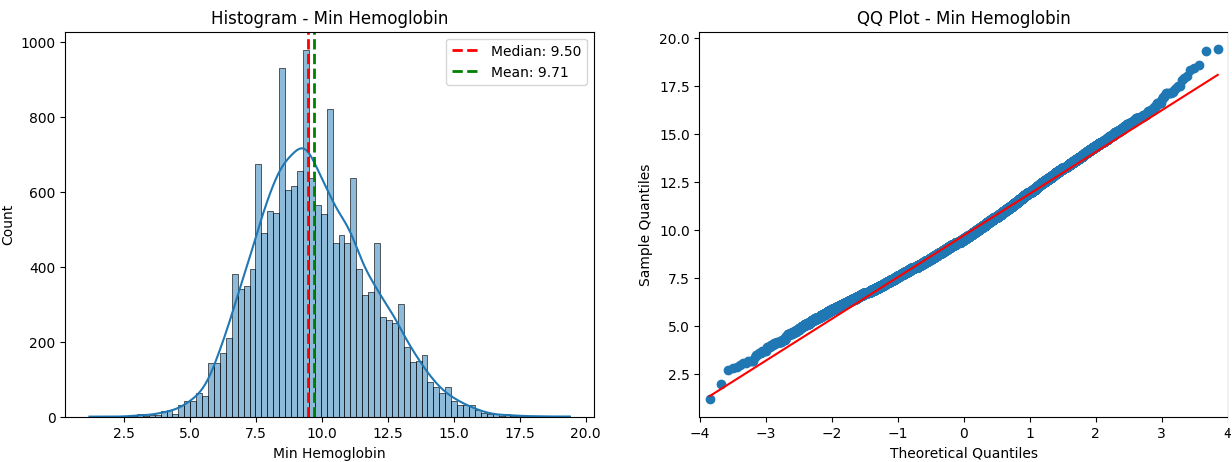 Histogram - Min Hemoglobin
Median: 9.50
Mean: 9.71
1000
800
600
400
200
0
Count
2.5 5.0 7.5 10.0 12.5 15.0 17.5 20.0
Min Hemoglobin
QQ Plot - Min Hemoglobin
20.0
17.5
15.0
12.5
10.0
7.5
5.0
2.5
Sample Quantiles
−4 −3 −2 −1 0 1 2 3 4
Theoretical Quantiles